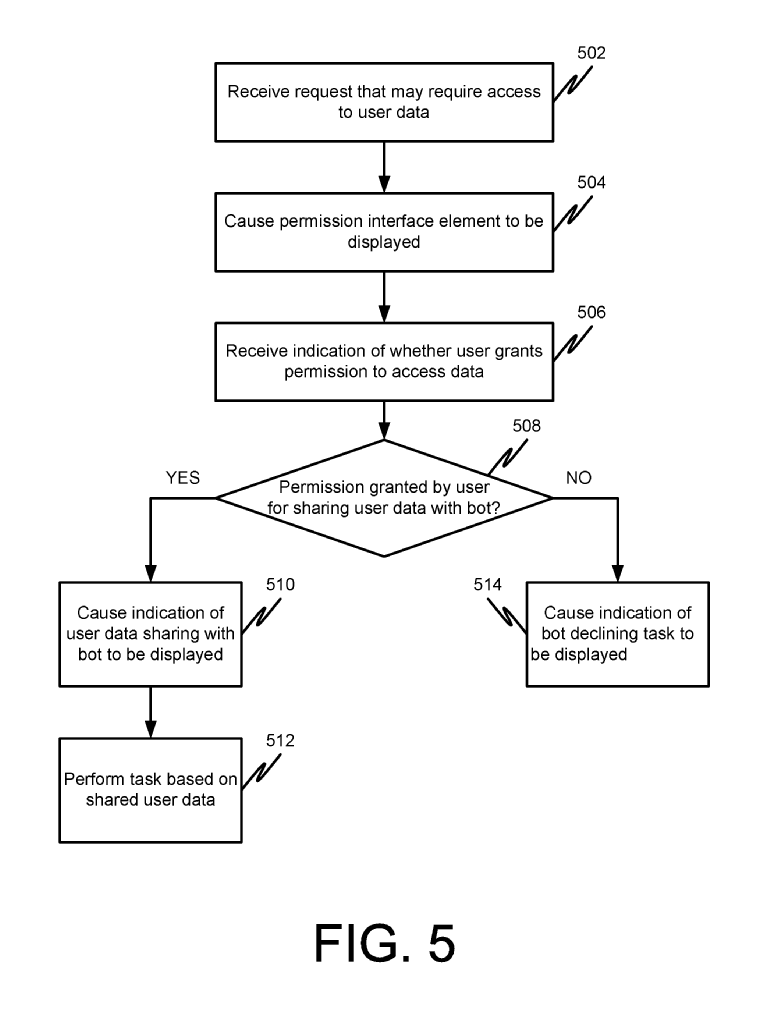 502
Receive request that may require access
to user data
504
Cause permission interface element to be
displayed
506
Receive indication of whether user grants
permission to access data
508
YES
Permission granted by user
for sharing user data with bot?
NO
510
Cause indication of
user data sharing with
bot to be displayed
514
Cause indication of
bot declining task to
be displayed
512
Perform task based on
shared user data
FIG. 5